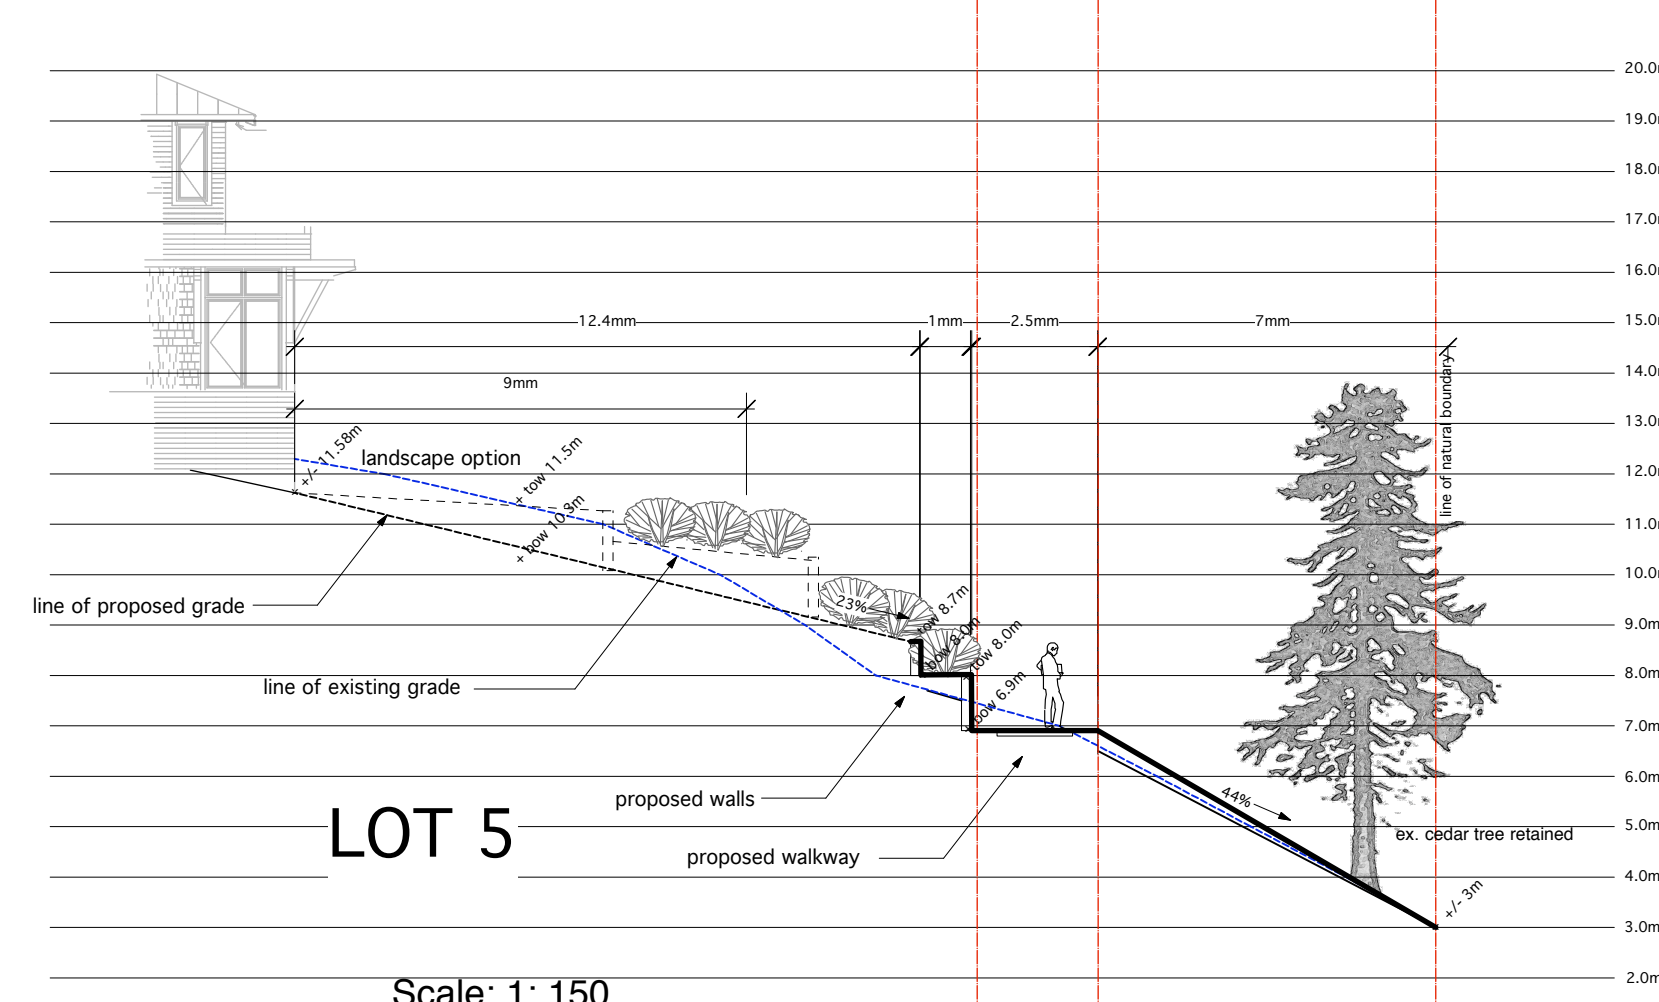 20.0m
19.0m
18.0m
17.0m
16.0m
12.4mm 1mm 2.5mm 7mm 15.0m
14.0m
9mm
line of natural boundary
13.0m
+/- 11.58m
landscape option
tow 11.5m
12.0m
bow 10.3m
11.0m
10.0m
line of proposed grade
23%
tow 8.7m
bow 8.0m
tow 8.0m
9.0m
8.0m
line of existing grade
bow 6.9m
7.0m
6.0m
proposed walls
44%
LOT 5
5.0m
ex. cedar tree retained
proposed walkway
4.0m
+/- 3m
3.0m
2.0m
Scale: 1: 150